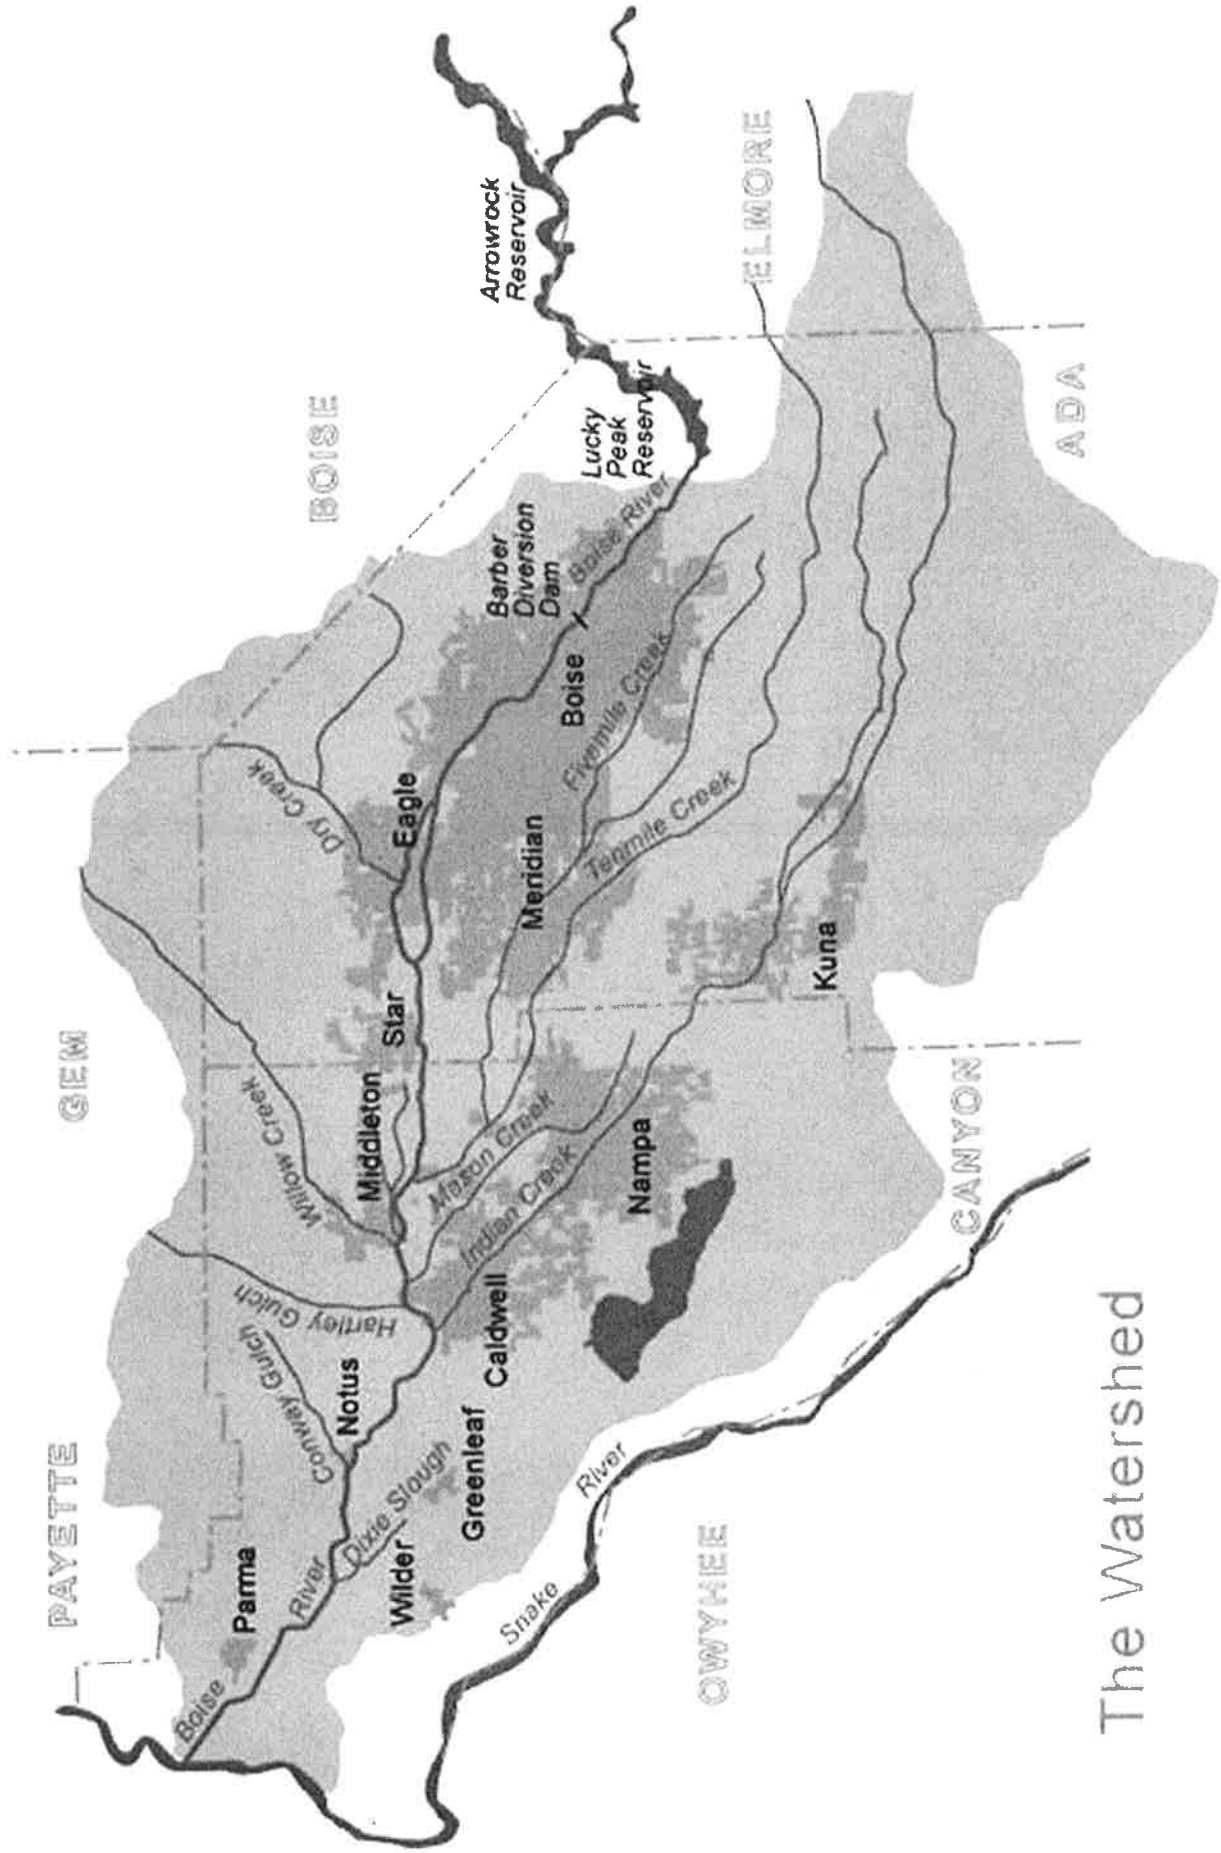 PAYETTE
GEM
BOISE
ELMORE
ADA
CANYON
OWYHEE
Arrowrock
Reservoir
Lucky
Peak
Reservoir
Barber
Diversion
Dam
Boise River
Boise
Eagle
Dry Creek
Fivemile Creek
Meridian
Tenmile Creek
Star
Kuna
Willow Creek
Middleton
Mason Creek
Indian Creek
Nampa
Hartley Gulch
Caldwell
Conway Gulch
Notus
Dixie Slough
Greenleaf
Parma
Wilder
Boise
River
Snake
River
The Watershed